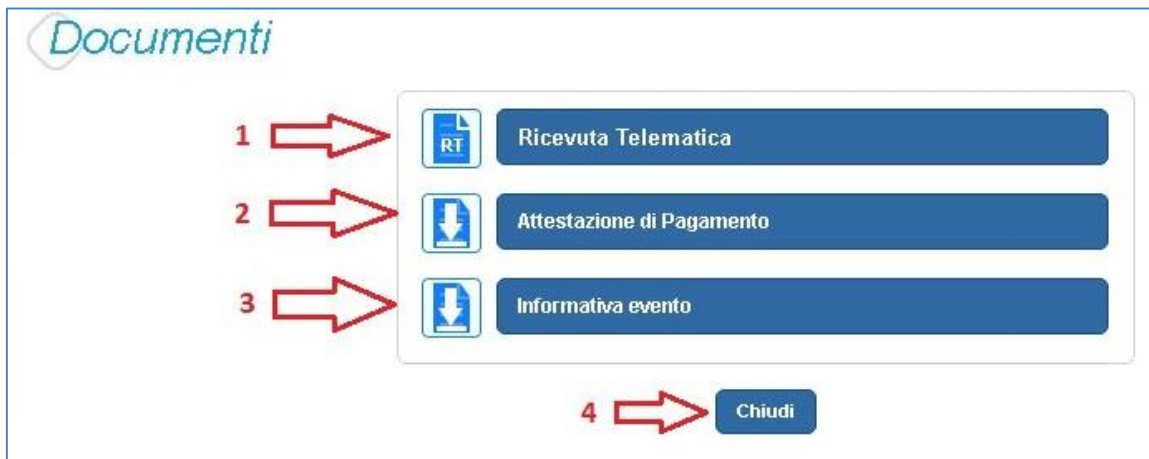 Documenti
1 RT Ricevuta Telematica
2 Attestazione di Pagamento
3 Informativa evento
4 Chiudi